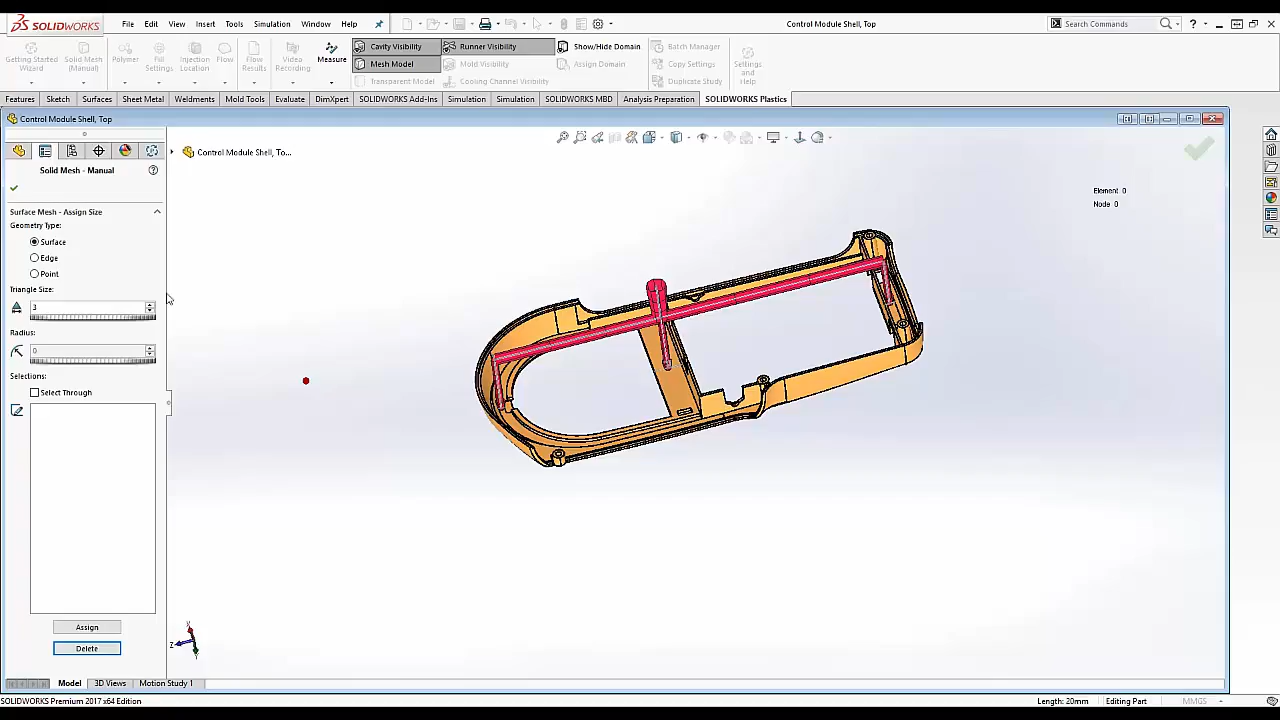 SOLIDWORKS File Edit View Insert Tools Simulation Window Help Control Module Shell, Top Search Commands
Getting Started Wizard
Solid Mesh (Manual)
Polymer
Fill Settings
Injection Location
Flow
Flow Results
Video Recording
Measure
Cavity Visibility Runner Visibility Show/Hide Domain Batch Manager
Mesh Model Mold Visibility Assign Domain Copy Settings
Transparent Model Cooling Channel Visibility Duplicate Study
Settings and Help
Features Sketch Surfaces Sheet Metal Weldments Mold Tools Evaluate DimXpert SOLIDWORKS Add-Ins Simulation Simulation SOLIDWORKS MBD Analysis Preparation SOLIDWORKS Plastics
Control Module Shell, Top
Control Module Shell, To...
Solid Mesh - Manual
Element 0
Node 0
Surface Mesh - Assign Size
Geometry Type:
Surface
Edge
Point
Triangle Size:
3
Radius:
0
Selections:
Select Through
Assign
Delete
X
Z
Y
Model 3D Views Motion Study 1
SOLIDWORKS Premium 2017 x64 Edition Length: 20mm Editing Part MMGS